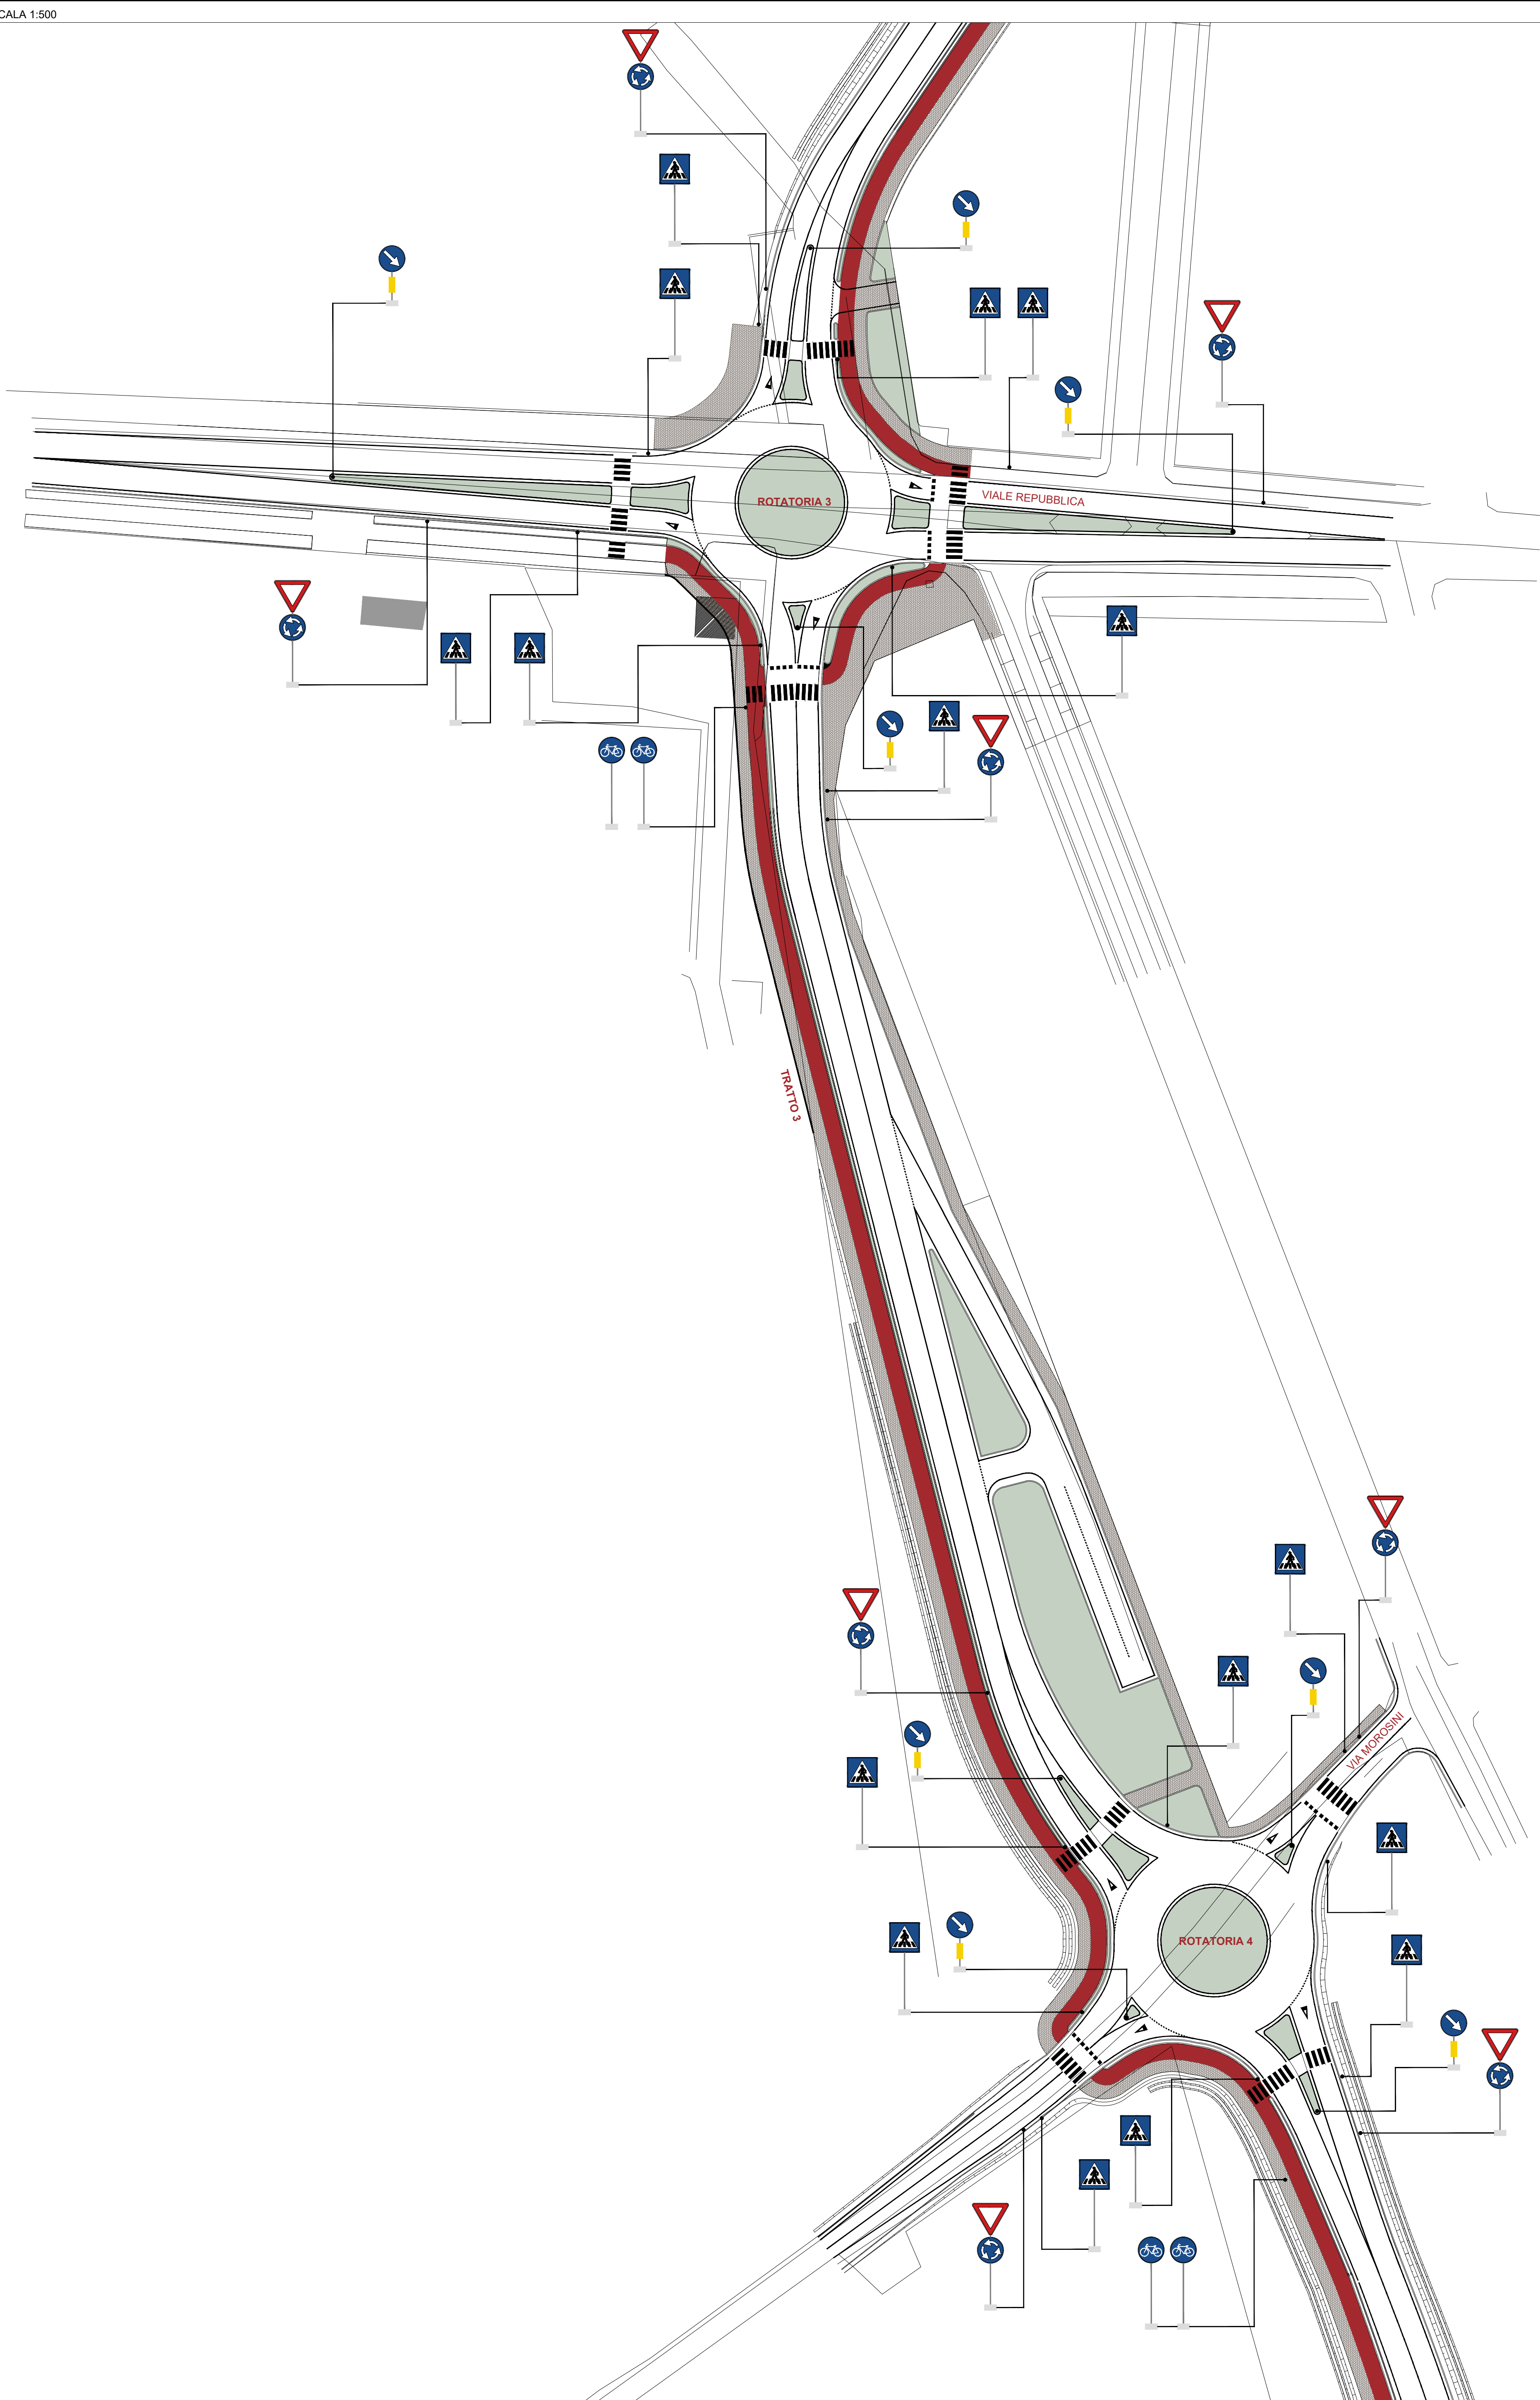 CALA 1:500
ROTATORIA 3
VIALE REPUBBLICA
TRATTO 3
VIA MOROSINI
ROTATORIA 4